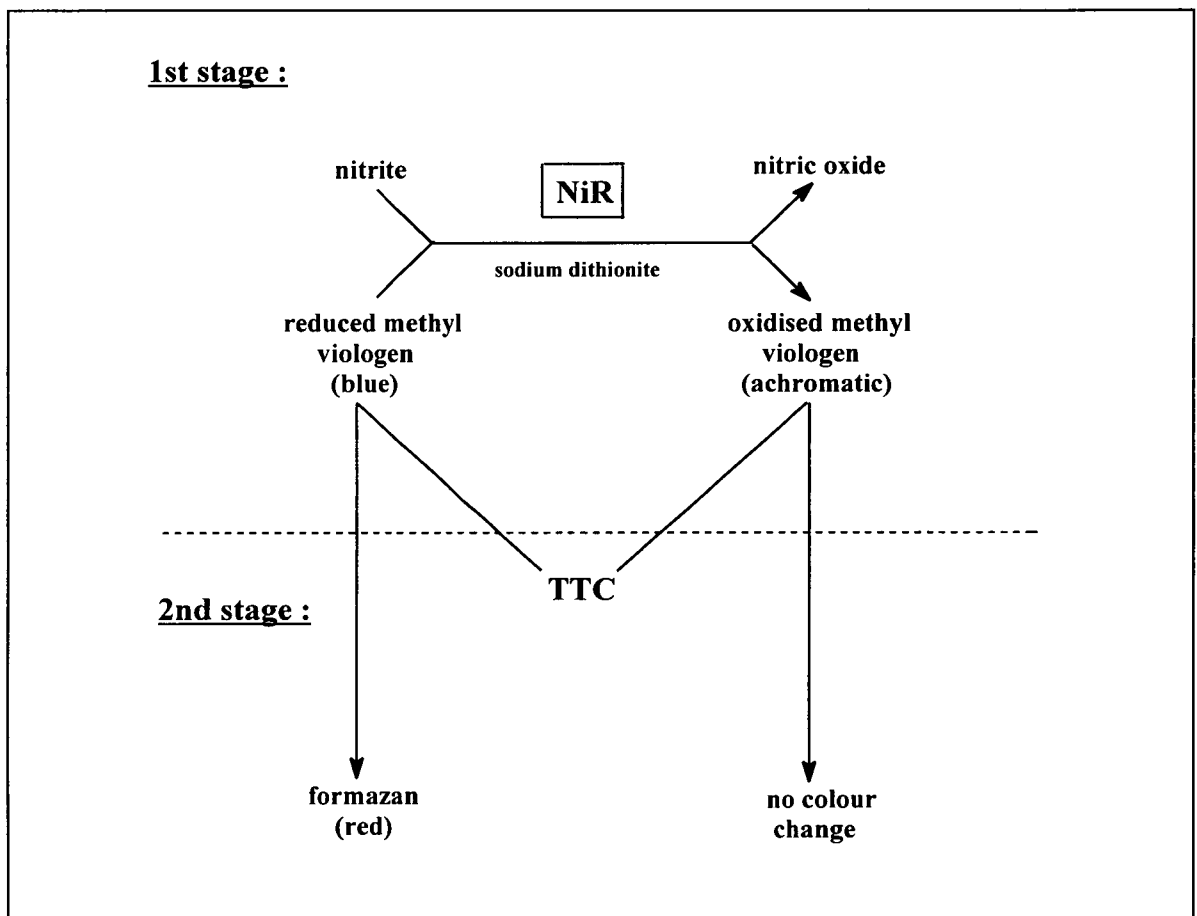 1st stage :
nitrite
NiR
nitric oxide
sodium dithionite
reduced methyl
viologen
(blue)
oxidised methyl
viologen
(achromatic)
TTC
2nd stage :
formazan
(red)
no colour
change